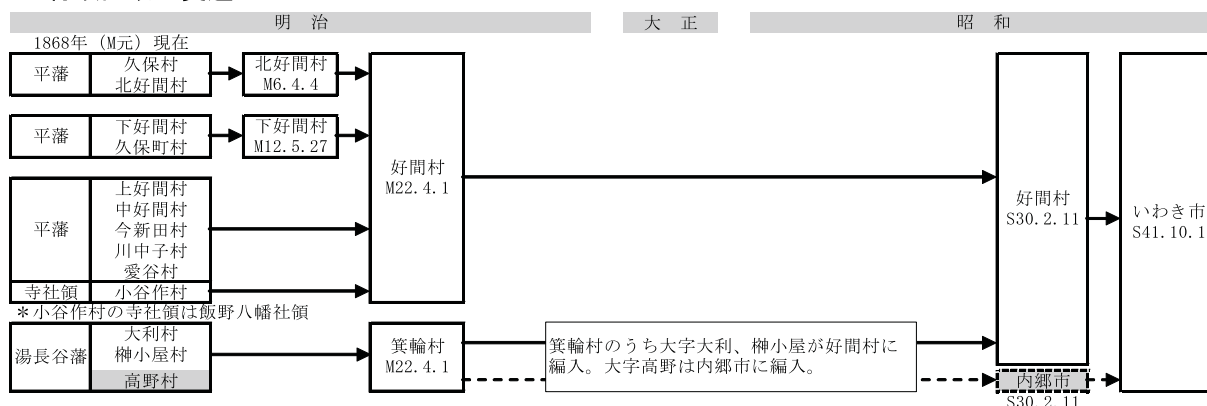 明 治
大 正
昭 和
1868年（M元）現在
平藩
久保村
北好間村
北好間村
M6.4.4
平藩
下好間村
久保町村
下好間村
M12.5.27
好間村
M22.4.1
平藩
上好間村
中好間村
今新田村
川中子村
愛谷村
寺社領
小谷作村
＊小谷作村の寺社領は飯野八幡社領
好間村
S30.2.11
いわき市
S41.10.1
湯長谷藩
大利村
榊小屋村
高野村
箕輪村
M22.4.1
箕輪村のうち大字大利、榊小屋が好間村に
編入。大字高野は内郷市に編入。
内郷市
S30.2.11